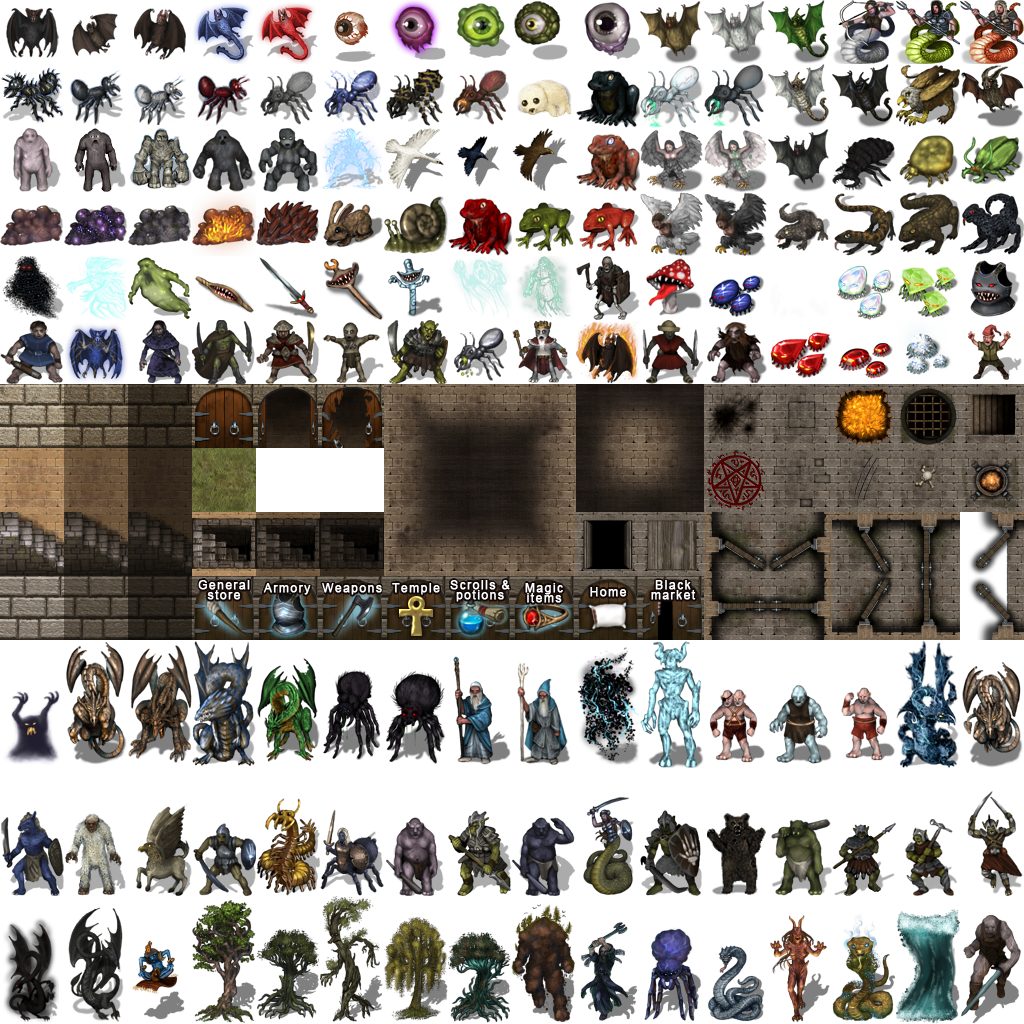 General
store
Armory
Weapons
Temple
Scrolls &
potions
Magic
items
Home
Black
market